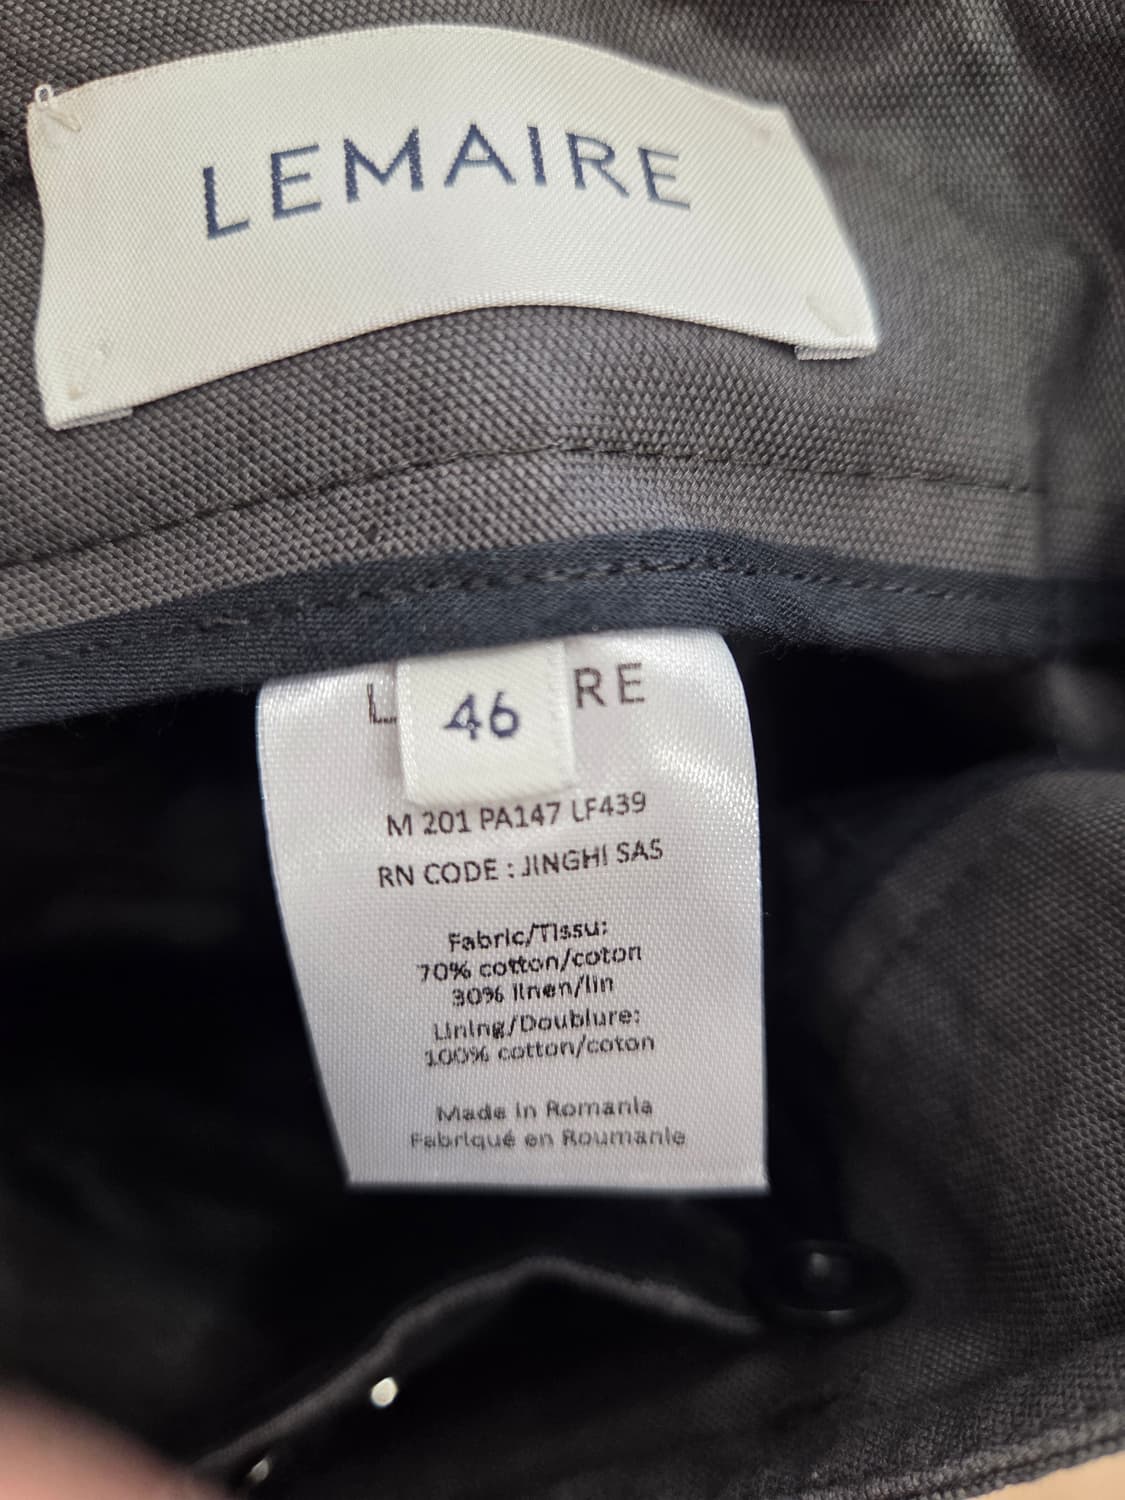 LEMAIRE
L
RE
46
M 201 PA147 LF439
RN CODE : JINGHI SAS
Fabric/Tissu:
70% cotton/coton
30% linen/lin
Lining/Doublure:
100% cotton/coton
Made in Romania
Fabriqué en Roumanie